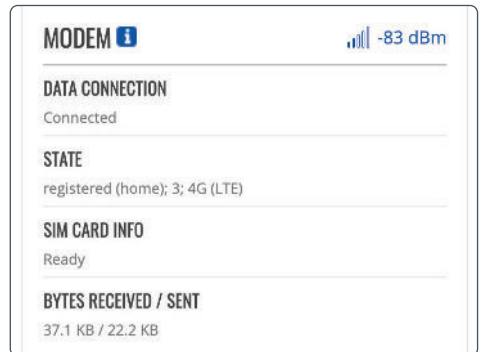 MODEM i -83 dBm
DATA CONNECTION
Connected
STATE
registered (home); 3; 4G (LTE)
SIM CARD INFO
Ready
BYTES RECEIVED / SENT
37.1 KB / 22.2 KB